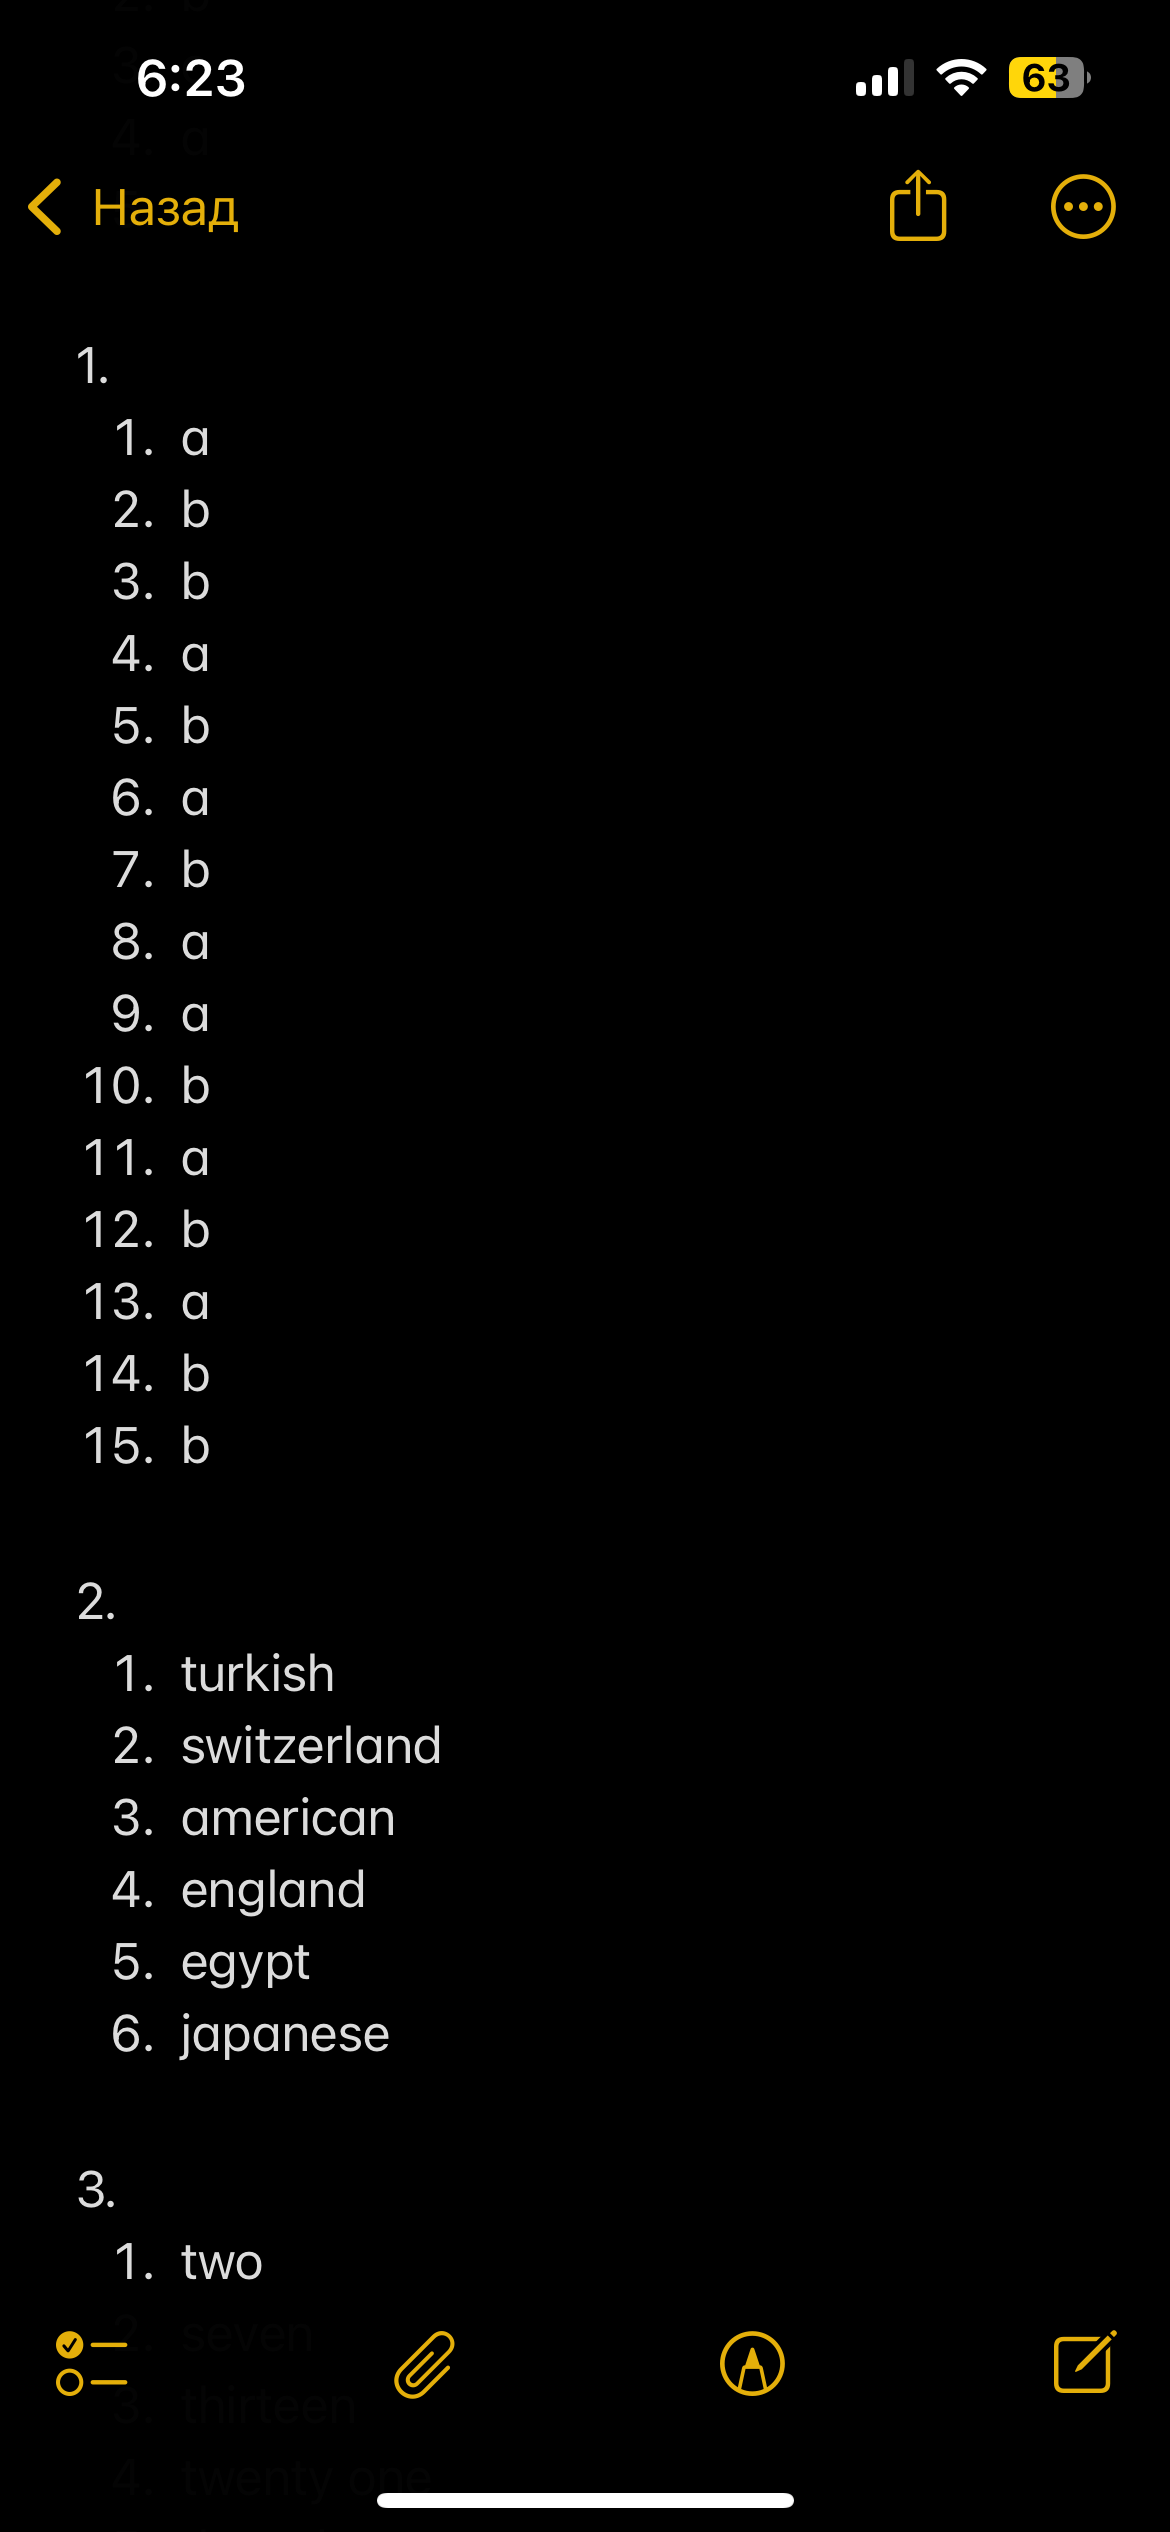 6:23
63
Назад
1.
1. a
2. b
3. b
4. a
5. b
6. a
7. b
8. a
9. a
10. b
11. a
12. b
13. a
14. b
15. b
2.
1. turkish
2. switzerland
3. american
4. england
5. egypt
6. japanese
3.
1. two
2. seven
3. thirteen
4. twenty one